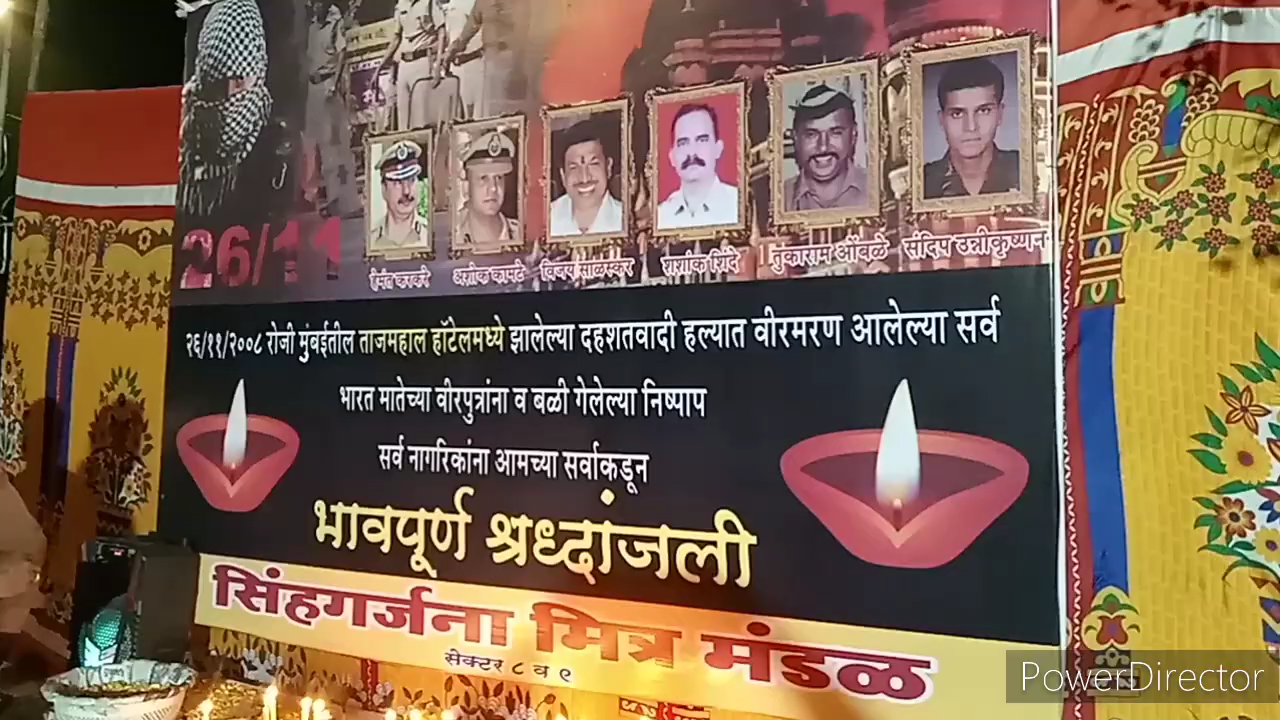 26/11
हेमंत करकरे अशोक कामटे विजय साळस्कर शशांक शिंदे तुकाराम ओंबळे संदिप उन्नीकृष्णन
२६/११/२००८ रोजी मुंबईतील ताजमहाल हॉटेलमध्ये झालेल्या दहशतवादी हल्यात वीरमरण आलेल्या सर्व
भारत मातेच्या वीरपुत्रांना व बळी गेलेल्या निष्पाप
सर्व नागरिकांना आमच्या सर्वाकडून
भावपूर्ण श्रध्दांजली
सिंहगर्जना मित्र मंडळ
सेक्टर ८ व ९
PowerDirector